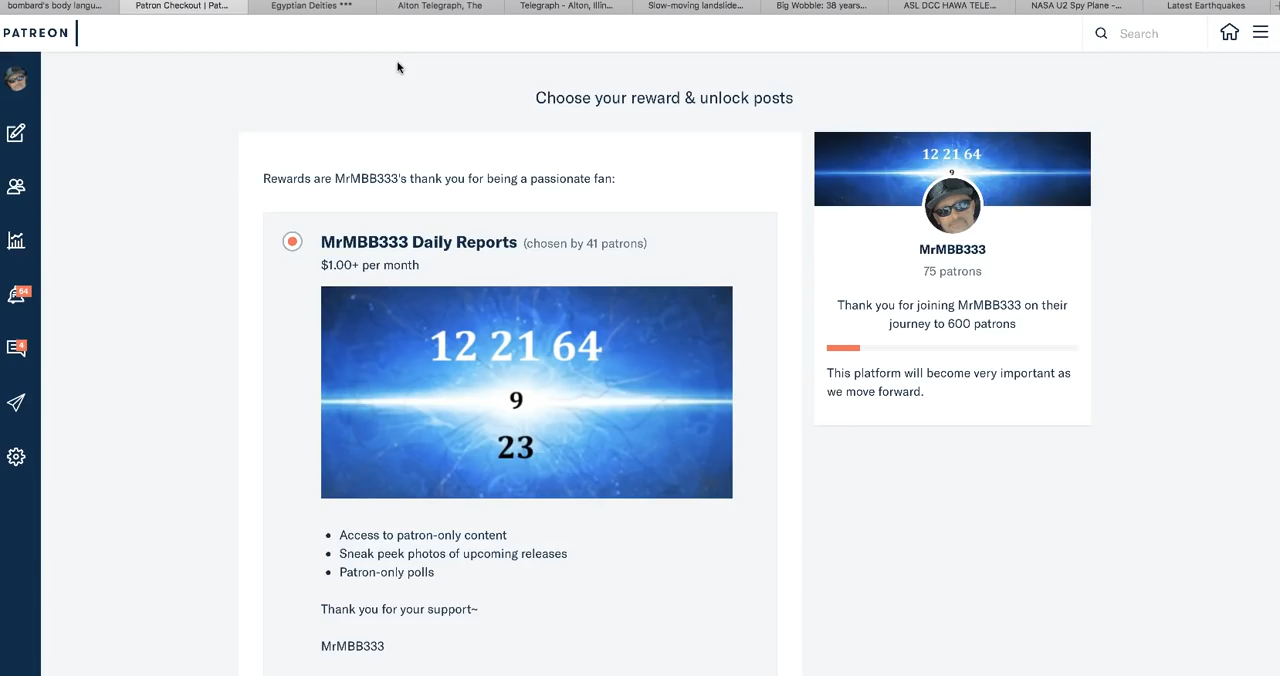 bombard's body langu...
Patron Checkout | Pat...
Egyptian Deities ***
Alton Telegraph, The
Telegraph - Alton, Illin...
Slow-moving landslide...
Big Wobble: 38 years...
ASL DCC HAWA TELE...
NASA U2 Spy Plane -...
Latest Earthquakes
PATREON
Search
Choose your reward & unlock posts
Rewards are MrMBB333's thank you for being a passionate fan:
MrMBB333 Daily Reports (chosen by 41 patrons)
$1.00+ per month
12 21 64
9
23
Access to patron-only content
Sneak peek photos of upcoming releases
Patron-only polls
Thank you for your support~
MrMBB333
12 21 64
9
MrMBB333
75 patrons
Thank you for joining MrMBB333 on their
journey to 600 patrons
This platform will become very important as
we move forward.
64
4